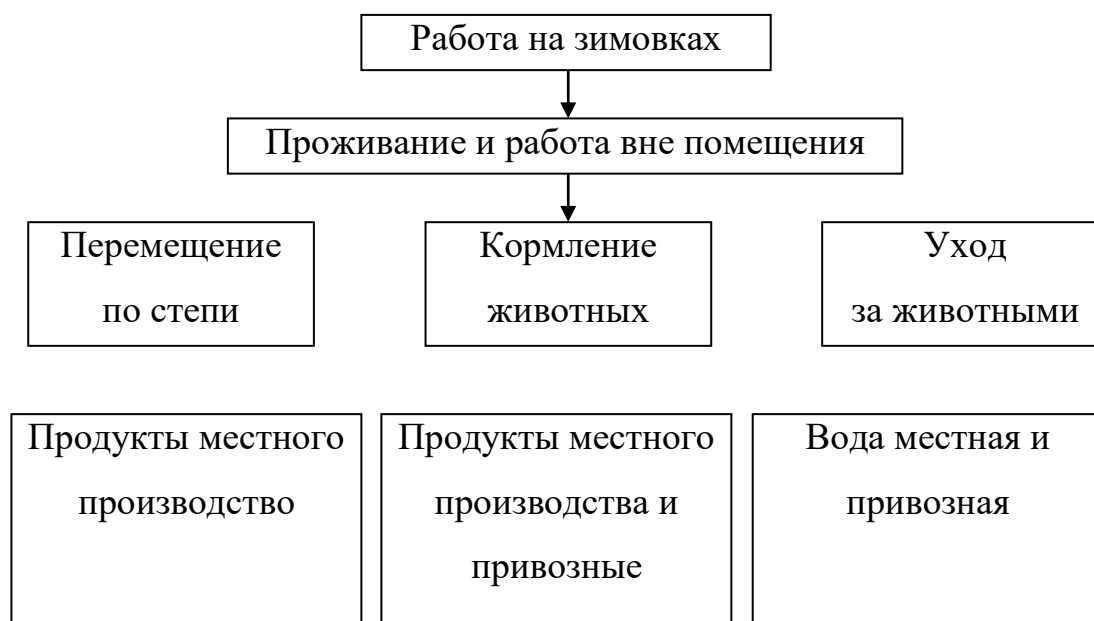 Работа на зимовках
Проживание и работа вне помещения
Перемещение
по степи
Кормление
животных
Уход
за животными
Продукты местного
производство
Продукты местного
производства и
привозные
Вода местная и
привозная